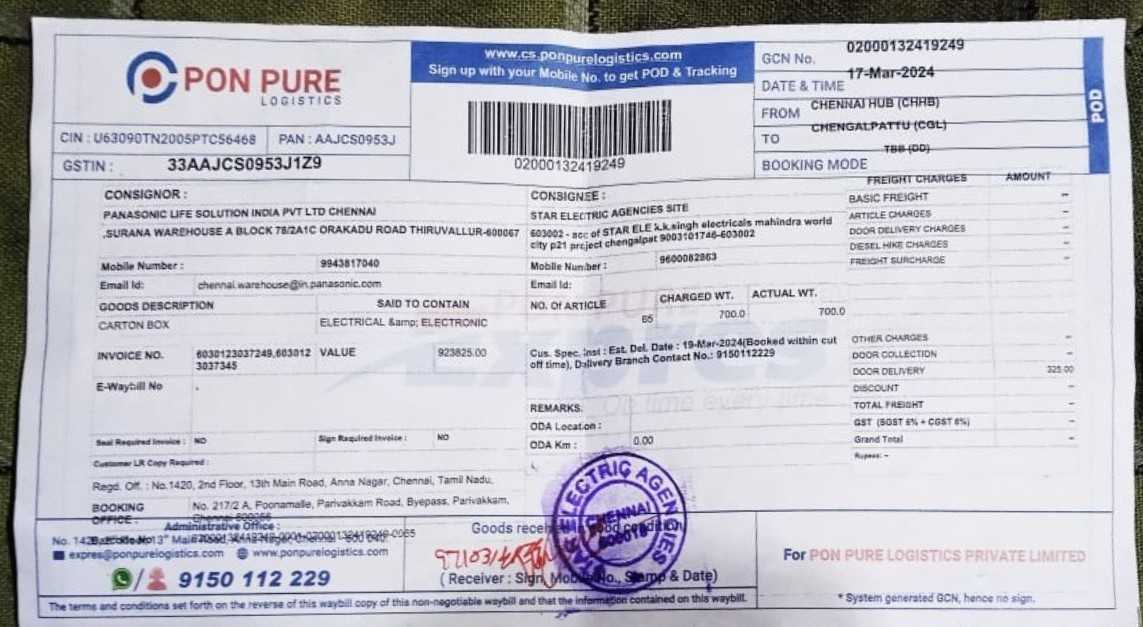 PON PURE
LOGISTICS
CIN : U63090TN2005PTC56468 PAN : AAJCS0953J
GSTIN : 33AAJCS0953J1Z9
www.cs.ponpurelogistics.com
Sign up with your Mobile No. to get POD & Tracking
02000132419249
GCN No. 02000132419249
DATE & TIME 17-Mar-2024
FROM CHENNAI HUB (CHHB)
TO CHENGALPATTU (CGL)
BOOKING MODE TBB (DD)
POD
CONSIGNOR :
PANASONIC LIFE SOLUTION INDIA PVT LTD CHENNAI
,SURANA WAREHOUSE A BLOCK 78/2A1C ORAKADU ROAD THIRUVALLUR-600067
Mobile Number : 9943817040
Email Id: chennai.warehouse@in.panasonic.com
GOODS DESCRIPTION SAID TO CONTAIN
CARTON BOX ELECTRICAL &amp; ELECTRONIC
INVOICE NO. 6030123037249,603012 VALUE 923825.00
3037345
E-Waybill No .
Seal Required Invoice : NO Sign Required Invoice : NO
Customer LR Copy Required :
CONSIGNEE :
STAR ELECTRIC AGENCIES SITE
603002 - acc of STAR ELE k.k.singh electricals mahindra world
city p21 project chengalpat 9003101746-603002
Mobile Number : 9600082863
Email Id:
NO. Of ARTICLE CHARGED WT. ACTUAL WT.
65 700.0 700.0
Cus. Spec. Inst : Est. Del. Date : 19-Mar-2024(Booked within cut
off time), Delivery Branch Contact No.: 9150112229
On time every time
REMARKS.
ODA Location :
ODA Km : 0.00
FREIGHT CHARGES AMOUNT
BASIC FREIGHT --
ARTICLE CHARGES --
DOOR DELIVERY CHARGES --
DIESEL HIKE CHARGES --
FREIGHT SURCHARGE --
OTHER CHARGES --
DOOR COLLECTION --
DOOR DELIVERY 325.00
DISCOUNT --
TOTAL FREIGHT --
GST (SGST 6% + CGST 6%) --
Grand Total --
Rupees: --
Regd. Off. : No.1420, 2nd Floor, 13th Main Road, Anna Nagar, Chennai, Tamil Nadu,
BOOKING OFFICE : No. 217/2 A, Poonamalle, Parivakkam Road, Byepass, Parivakkam,
Administrative Office :
expres@ponpurelogistics.com www.ponpurelogistics.com
9150 112 229
Goods received in good condition
(Receiver : Sign, Mobile No., Stamp & Date)
STAR ELECTRIC AGENCIES
CHENNAI
For PON PURE LOGISTICS PRIVATE LIMITED
* System generated GCN, hence no sign.
The terms and conditions set forth on the reverse of this waybill copy of this non-negotiable waybill and that the information contained on this waybill.